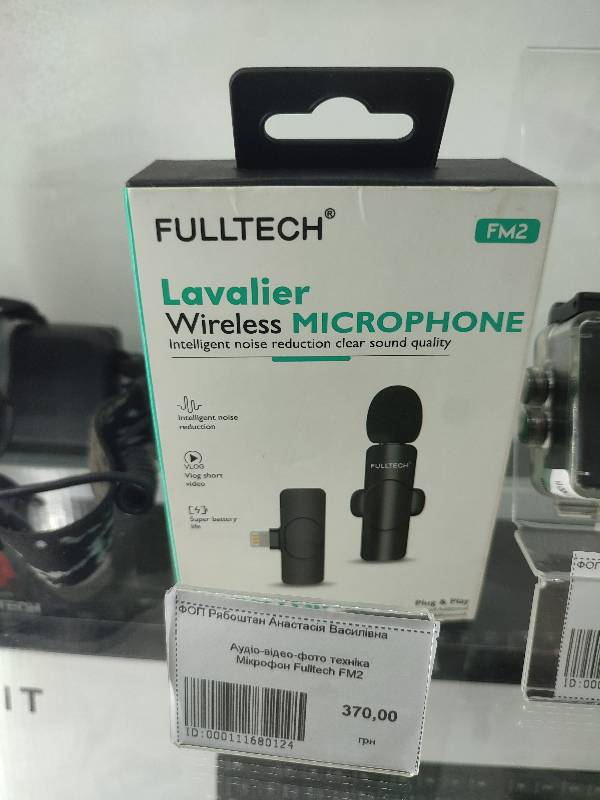 FULLTECH®
FM2
Lavalier
Wireless MICROPHONE
Intelligent noise reduction clear sound quality
Intelligent noise
reduction
VLOG
Vlog short
video
Super battery
life
FULLTECH
Plug & Play
ФОП Рябоштан Анастасія Василівна
Аудіо-відео-фото техніка
Мікрофон Fulltech FM2
370,00
грн
ID:000111680124
ФОП
ID:000
TECH
IT